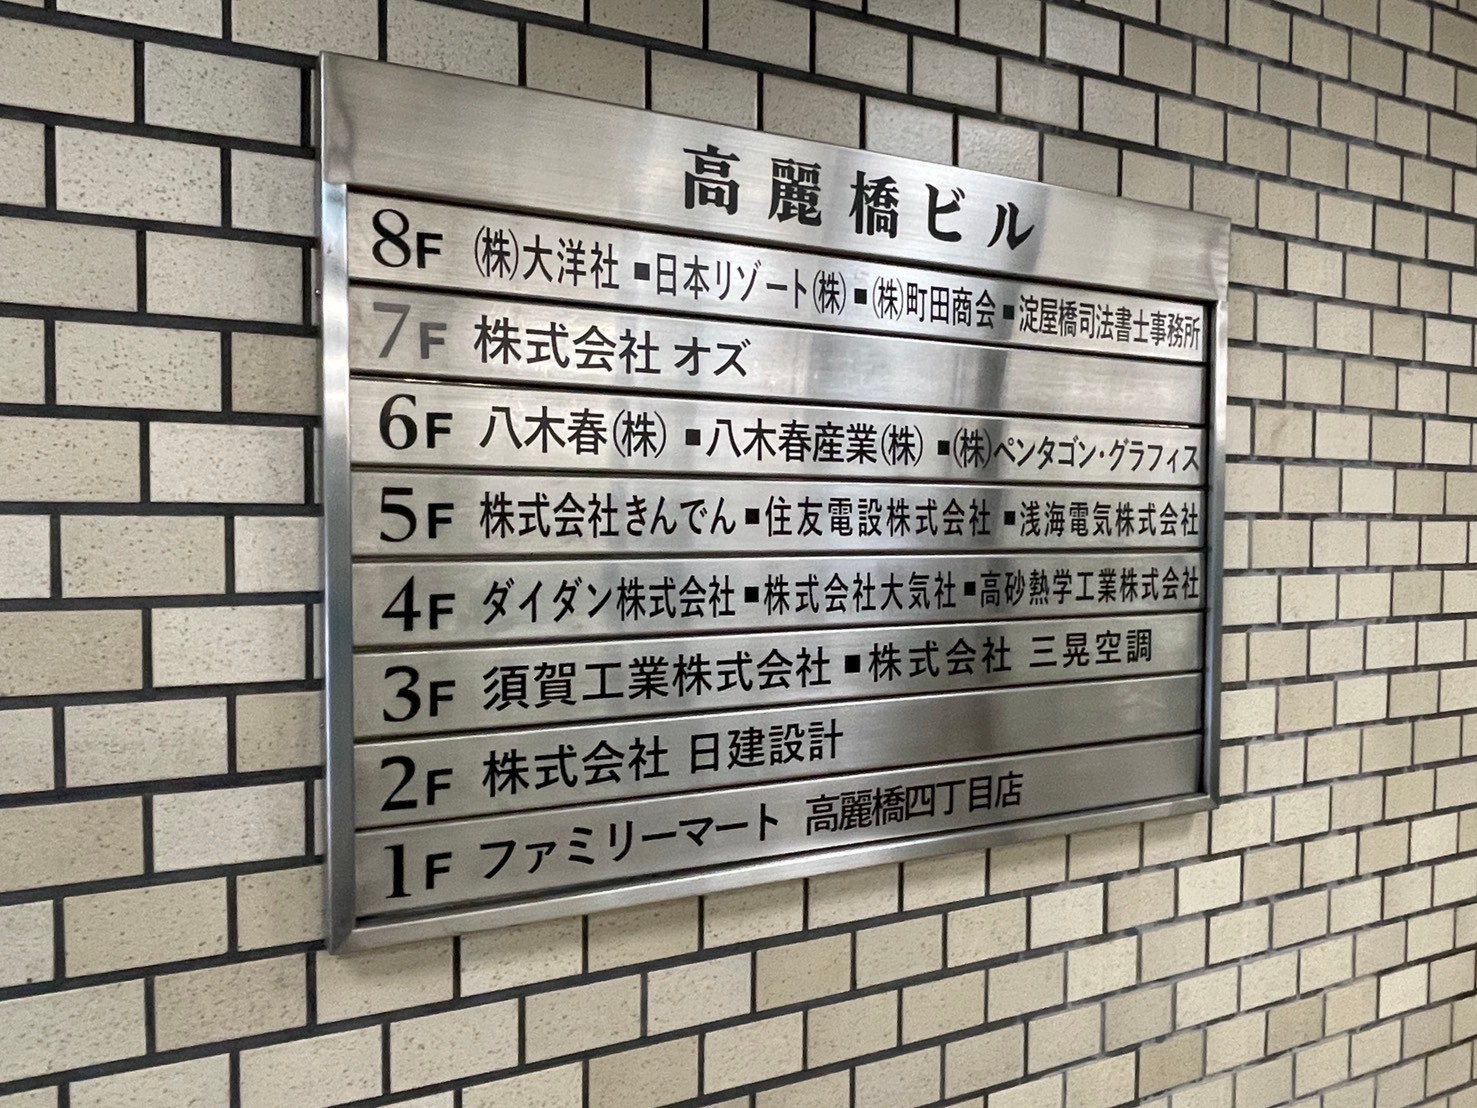 高麗橋ビル
8F (株)大洋社 ■日本リゾート(株) ■(株)町田商会 ■淀屋橋司法書士事務所
7F 株式会社 オズ
6F 八木春(株) ■八木春産業(株) ■(株)ペンタゴン・グラフィス
5F 株式会社きんでん ■住友電設株式会社 ■浅海電気株式会社
4F ダイダン株式会社 ■株式会社大気社 ■高砂熱学工業株式会社
3F 須賀工業株式会社 ■株式会社 三晃空調
2F 株式会社 日建設計
1F ファミリーマート 高麗橋四丁目店